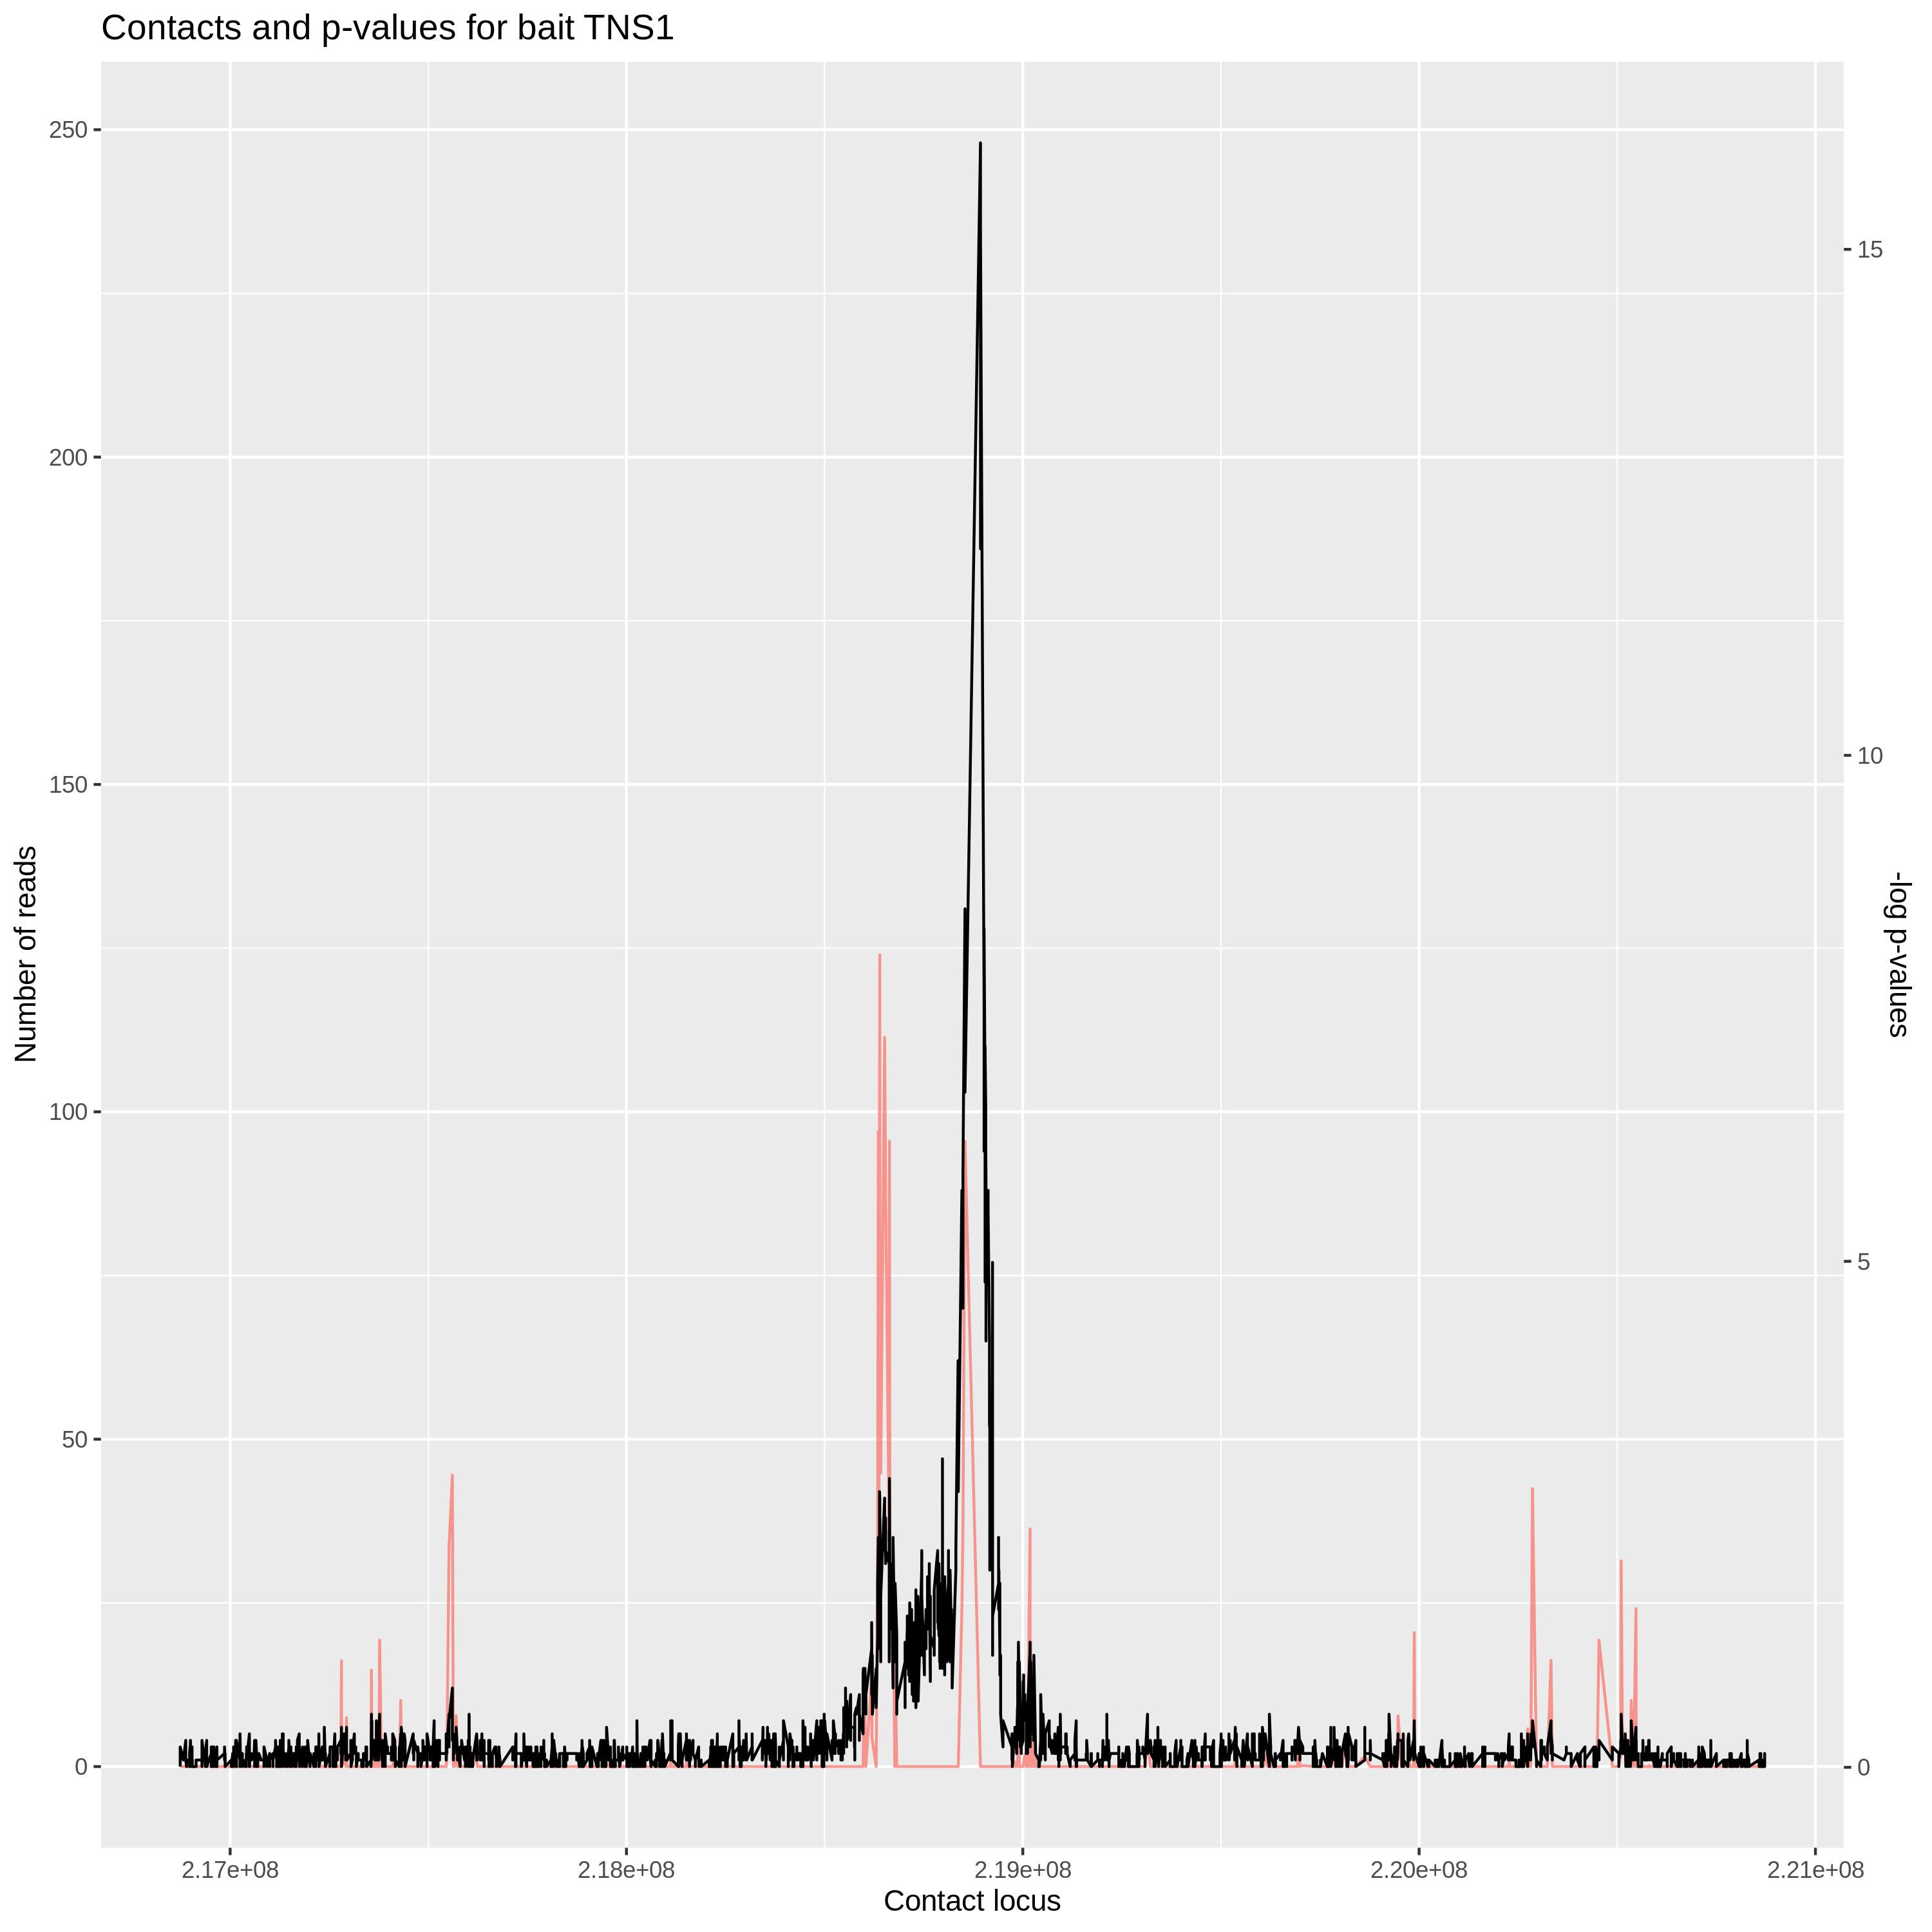 Contacts and p-values for bait TNS1
250
200
150
100
50
0
Number of reads
15
10
5
0
-log p-values
2.17e+08
2.18e+08
2.19e+08
2.20e+08
2.21e+08
Contact locus